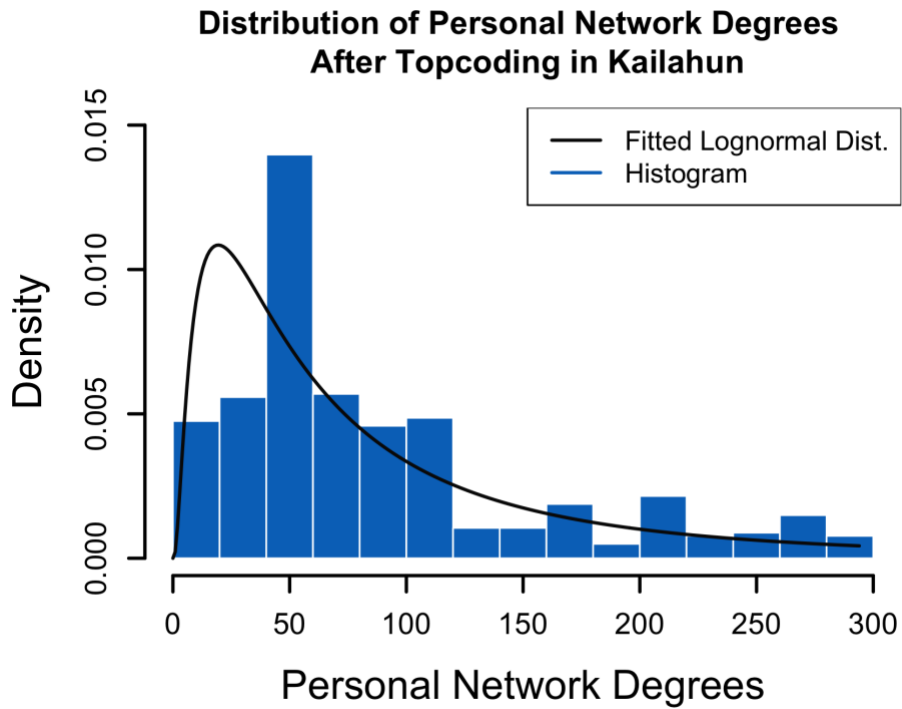 Distribution of Personal Network Degrees
After Topcoding in Kailahun
Fitted Lognormal Dist.
Histogram
Density
0.015
0.010
0.005
0.000
0 50 100 150 200 250 300
Personal Network Degrees